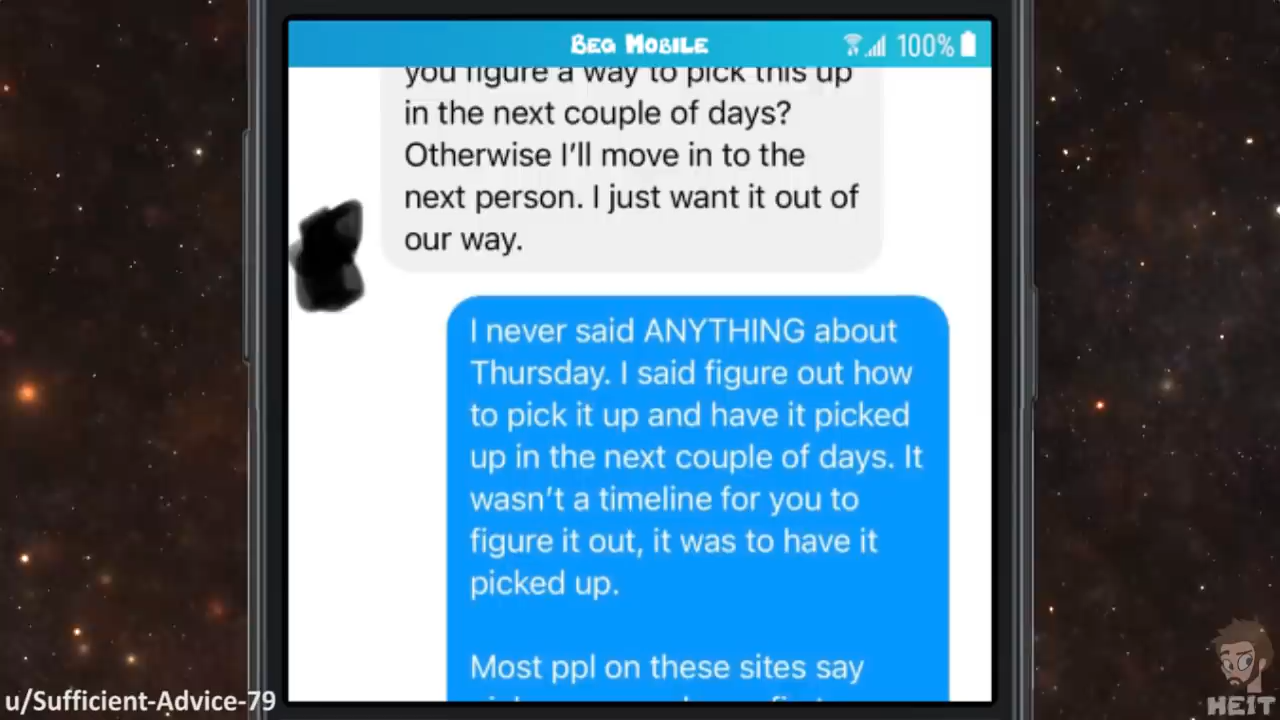 BEG MOBILE
100%
you figure a way to pick this up
in the next couple of days?
Otherwise I'll move in to the
next person. I just want it out of
our way.
I never said ANYTHING about
Thursday. I said figure out how
to pick it up and have it picked
up in the next couple of days. It
wasn't a timeline for you to
figure it out, it was to have it
picked up.
Most ppl on these sites say
u/Sufficient-Advice-79
HEIT